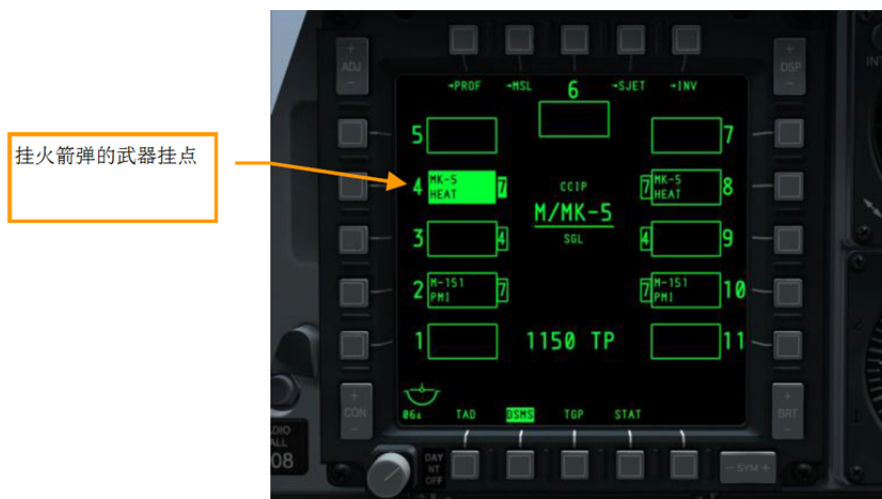 挂火箭弹的武器挂点
+
ADJ
-
+
DSP
-
→PROF →MSL 6 →SJET →INV
5 7
4 MK-5 HEAT 7
CCIP
7 MK-5 HEAT 8
M/MK-5
SGL
3 4
4 9
2 M-151 PMI 7
7 M-151 PMI 10
1 1150 TP 11
+
CON
-
TAD DSMS TGP STAT
+
BRT
-
ADIO
ALL
08
DAY
NT
OFF
- SYM +